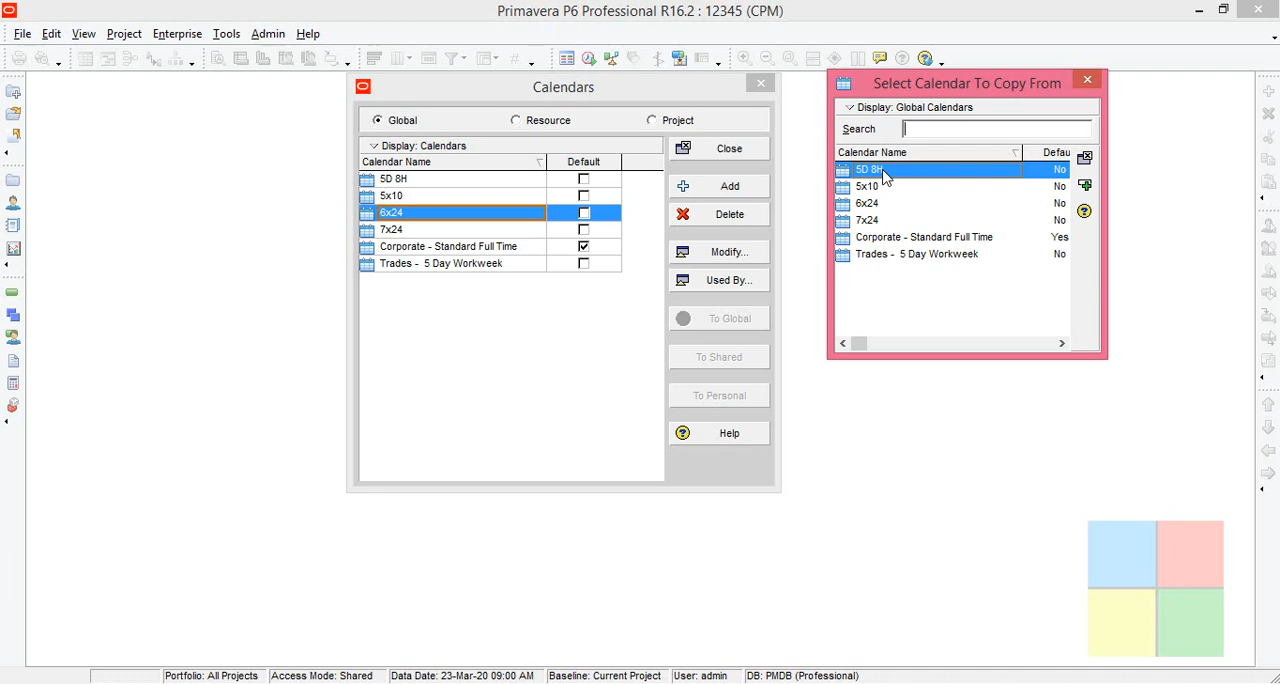 Primavera P6 Professional R16.2 : 12345 (CPM)
File Edit View Project Enterprise Tools Admin Help
Calendars
Global Resource Project
Display: Calendars
Calendar Name Default
5D 8H
5x10
6x24
7x24
Corporate - Standard Full Time
Trades - 5 Day Workweek
Close
Add
Delete
Modify...
Used By...
To Global
To Shared
To Personal
Help
Select Calendar To Copy From
Display: Global Calendars
Search
Calendar Name Defau
5D 8H No
5x10 No
6x24 No
7x24 No
Corporate - Standard Full Time Yes
Trades - 5 Day Workweek No
Portfolio: All Projects Access Mode: Shared Data Date: 23-Mar-20 09:00 AM Baseline: Current Project User: admin DB: PMDB (Professional)